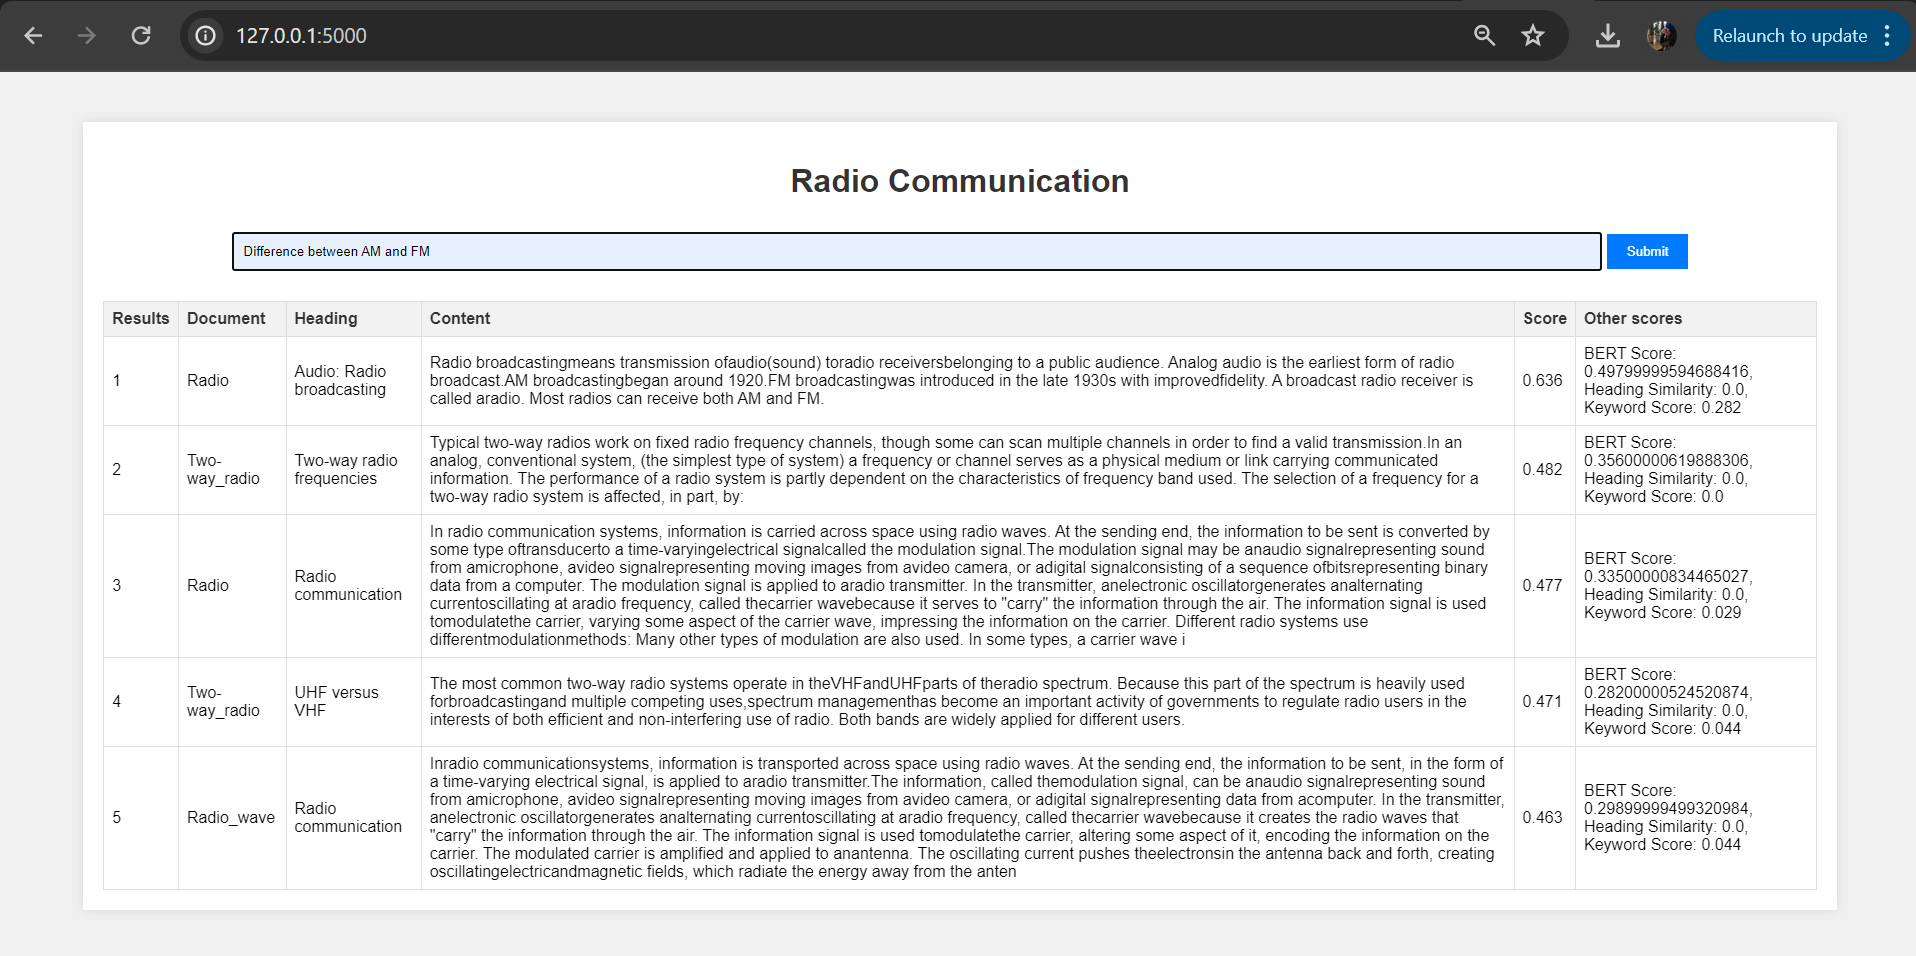 127.0.0.1:5000
Relaunch to update
Radio Communication
Difference between AM and FM
Submit
Results Document Heading Content Score Other scores
1
Radio
Audio: Radio
broadcasting
Radio broadcastingmeans transmission ofaudio(sound) toradio receiversbelonging to a public audience. Analog audio is the earliest form of radio
broadcast.AM broadcastingbegan around 1920.FM broadcastingwas introduced in the late 1930s with improvedfidelity. A broadcast radio receiver is
called aradio. Most radios can receive both AM and FM.
0.636
BERT Score:
0.49799999594688416,
Heading Similarity: 0.0,
Keyword Score: 0.282
2
Two-
way_radio
Two-way radio
frequencies
Typical two-way radios work on fixed radio frequency channels, though some can scan multiple channels in order to find a valid transmission.In an
analog, conventional system, (the simplest type of system) a frequency or channel serves as a physical medium or link carrying communicated
information. The performance of a radio system is partly dependent on the characteristics of frequency band used. The selection of a frequency for a
two-way radio system is affected, in part, by:
0.482
BERT Score:
0.35600000619888306,
Heading Similarity: 0.0,
Keyword Score: 0.0
3
Radio
Radio
communication
In radio communication systems, information is carried across space using radio waves. At the sending end, the information to be sent is converted by
some type oftransducerto a time-varyingelectrical signalcalled the modulation signal.The modulation signal may be anaudio signalrepresenting sound
from amicrophone, avideo signalrepresenting moving images from avideo camera, or adigital signalconsisting of a sequence ofbitsrepresenting binary
data from a computer. The modulation signal is applied to aradio transmitter. In the transmitter, anelectronic oscillatorgenerates analternating
currentoscillating at aradio frequency, called thecarrier wavebecause it serves to "carry" the information through the air. The information signal is used
tomodulatethe carrier, varying some aspect of the carrier wave, impressing the information on the carrier. Different radio systems use
differentmodulationmethods: Many other types of modulation are also used. In some types, a carrier wave i
0.477
BERT Score:
0.33500000834465027,
Heading Similarity: 0.0,
Keyword Score: 0.029
4
Two-
way_radio
UHF versus
VHF
The most common two-way radio systems operate in theVHFandUHFparts of theradio spectrum. Because this part of the spectrum is heavily used
forbroadcastingand multiple competing uses,spectrum managementhas become an important activity of governments to regulate radio users in the
interests of both efficient and non-interfering use of radio. Both bands are widely applied for different users.
0.471
BERT Score:
0.28200000524520874,
Heading Similarity: 0.0,
Keyword Score: 0.044
5
Radio_wave
Radio
communication
Inradio communicationsystems, information is transported across space using radio waves. At the sending end, the information to be sent, in the form of
a time-varying electrical signal, is applied to aradio transmitter.The information, called themodulation signal, can be anaudio signalrepresenting sound
from amicrophone, avideo signalrepresenting moving images from avideo camera, or adigital signalrepresenting data from acomputer. In the transmitter,
anelectronic oscillatorgenerates analternating currentoscillating at aradio frequency, called thecarrier wavebecause it creates the radio waves that
"carry" the information through the air. The information signal is used tomodulatethe carrier, altering some aspect of it, encoding the information on the
carrier. The modulated carrier is amplified and applied to anantenna. The oscillating current pushes theelectronsin the antenna back and forth, creating
oscillatingelectricandmagnetic fields, which radiate the energy away from the anten
0.463
BERT Score:
0.29899999499320984,
Heading Similarity: 0.0,
Keyword Score: 0.044